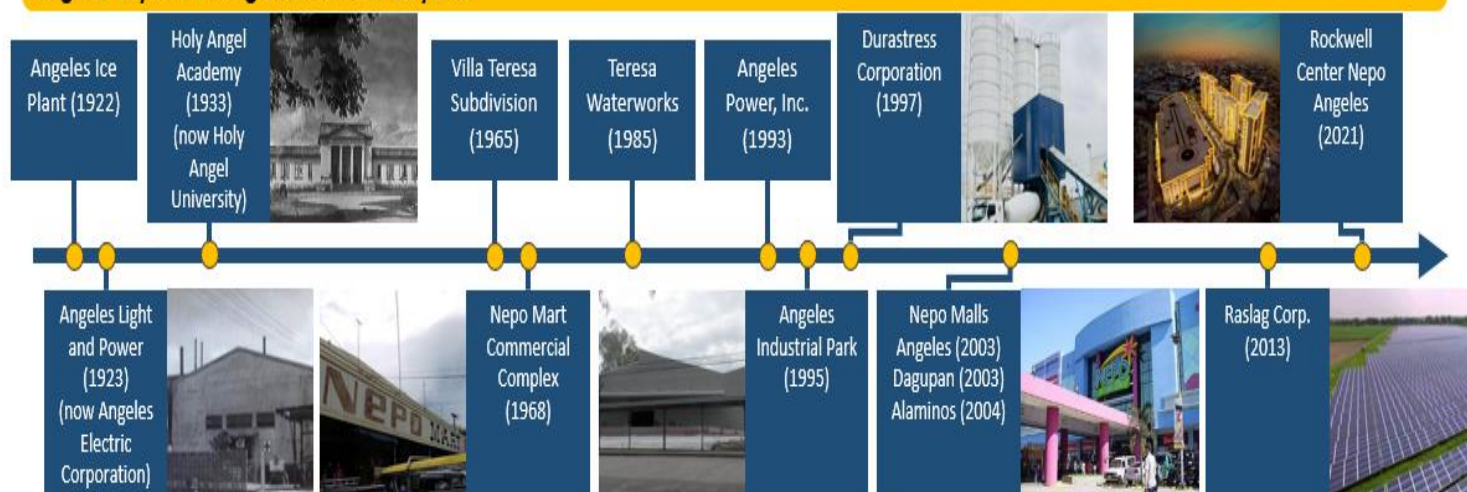 Angeles Ice
Plant (1922)
Holy Angel
Academy
(1933)
(now Holy
Angel
University)
Villa Teresa
Subdivision
(1965)
Teresa
Waterworks
(1985)
Angeles
Power, Inc.
(1993)
Durastress
Corporation
(1997)
Rockwell
Center Nepo
Angeles
(2021)
Angeles Light
and Power
(1923)
(now Angeles
Electric
Corporation)
NEPO MART
Nepo Mart
Commercial
Complex
(1968)
Angeles
Industrial Park
(1995)
Nepo Malls
Angeles (2003)
Dagupan (2003)
Alaminos (2004)
NEPO
Raslag Corp.
(2013)